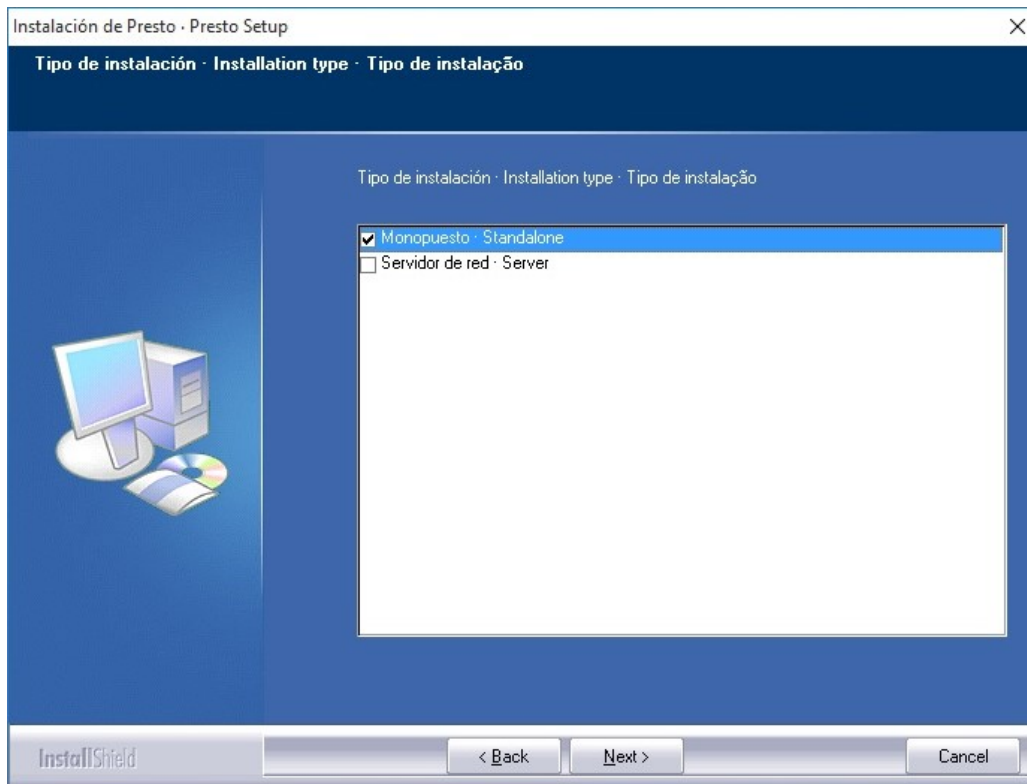 Instalación de Presto · Presto Setup
Tipo de instalación · Installation type · Tipo de instalação
Tipo de instalación · Installation type · Tipo de instalação
Monopuesto · Standalone
Servidor de red · Server
InstallShield
< Back
Next >
Cancel